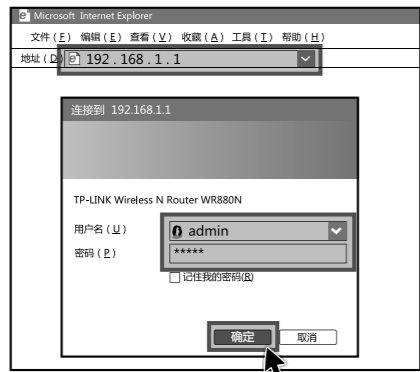 Microsoft Internet Explorer
文件(F) 编辑(E) 查看(V) 收藏(A) 工具(I) 帮助(H)
地址(D) 192.168.1.1
连接到 192.168.1.1
TP-LINK Wireless N Router WR880N
用户名(U) admin
密码(P) *****
记住我的密码(R)
确定 取消